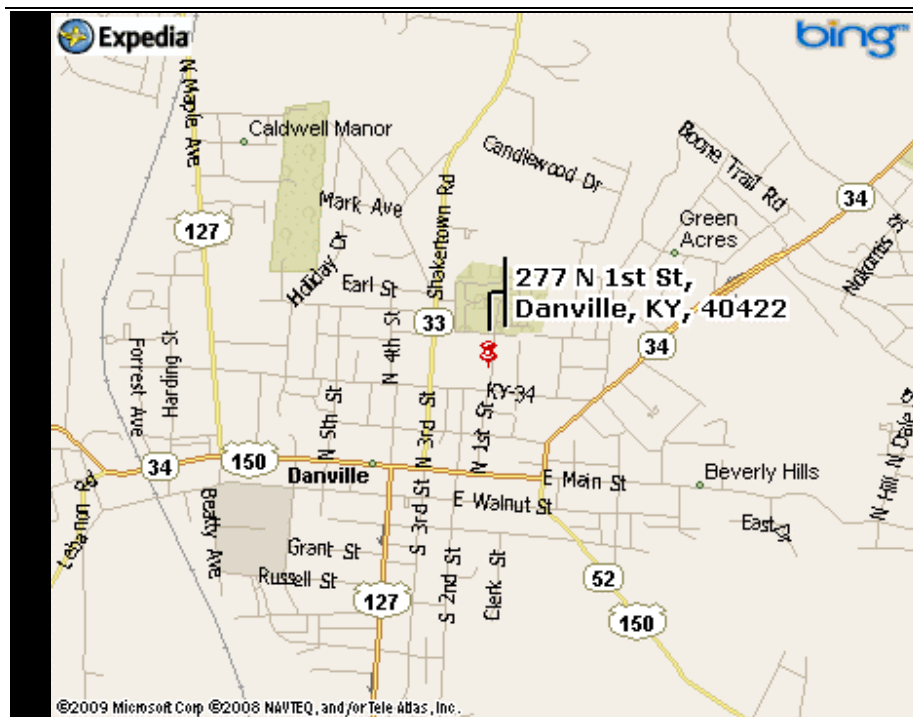 Expedia
bing™
N Maple Ave
Caldwell Manor
Candlewood Dr
Boone Trail Rd
34
Mark Ave
Shakertown Rd
127
Green
Acres
Nokomis St
Holiday Dr
Earl St
277 N 1st St,
Danville, KY, 40422
33
34
N 4th St
Forrest Ave
Harding St
KY-34
N 5th St
N 3rd St
N 1st St
34
150
Danville
E Main St
Beverly Hills
N Hill N Dale
Lebanon Rd
Beatty Ave
S 3rd St
E Walnut St
East Dr
Grant St
Russell St
S 2nd St
Clerk St
52
127
150
©2009 Microsoft Corp ©2008 NAVTEQ, and/or Tele Atlas, Inc.